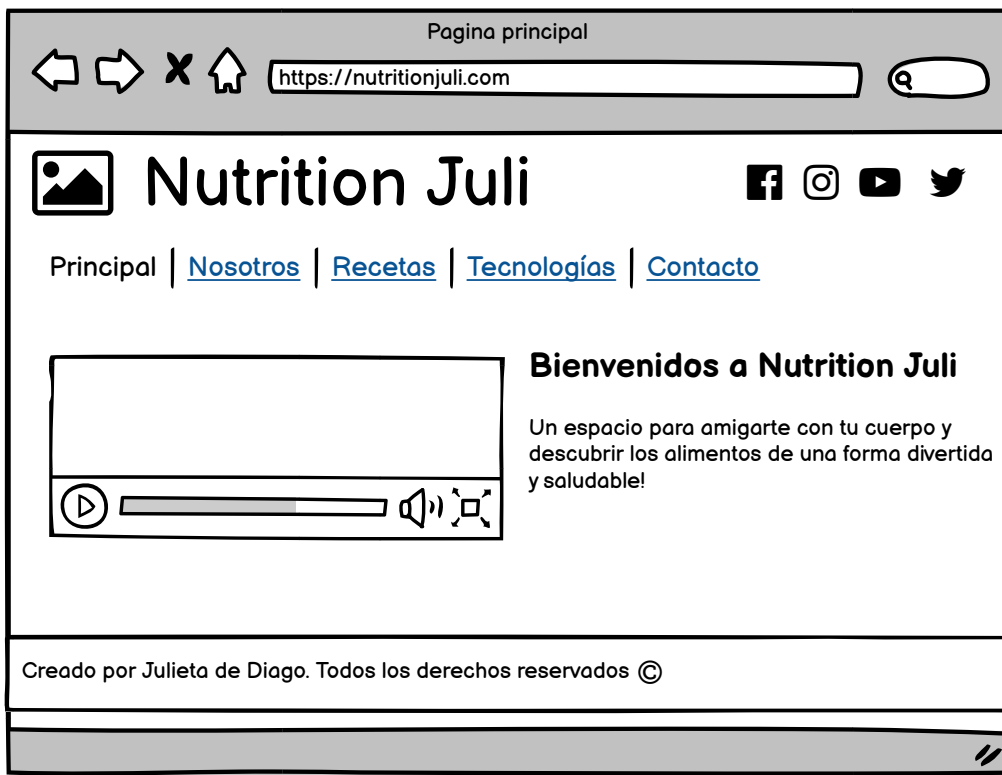 Pagina principal
https://nutritionjuli.com
Nutrition Juli
Principal Nosotros Recetas Tecnologías Contacto
Bienvenidos a Nutrition Juli
Un espacio para amigarte con tu cuerpo y
descubrir los alimentos de una forma divertida
y saludable!
Creado por Julieta de Diago. Todos los derechos reservados ©